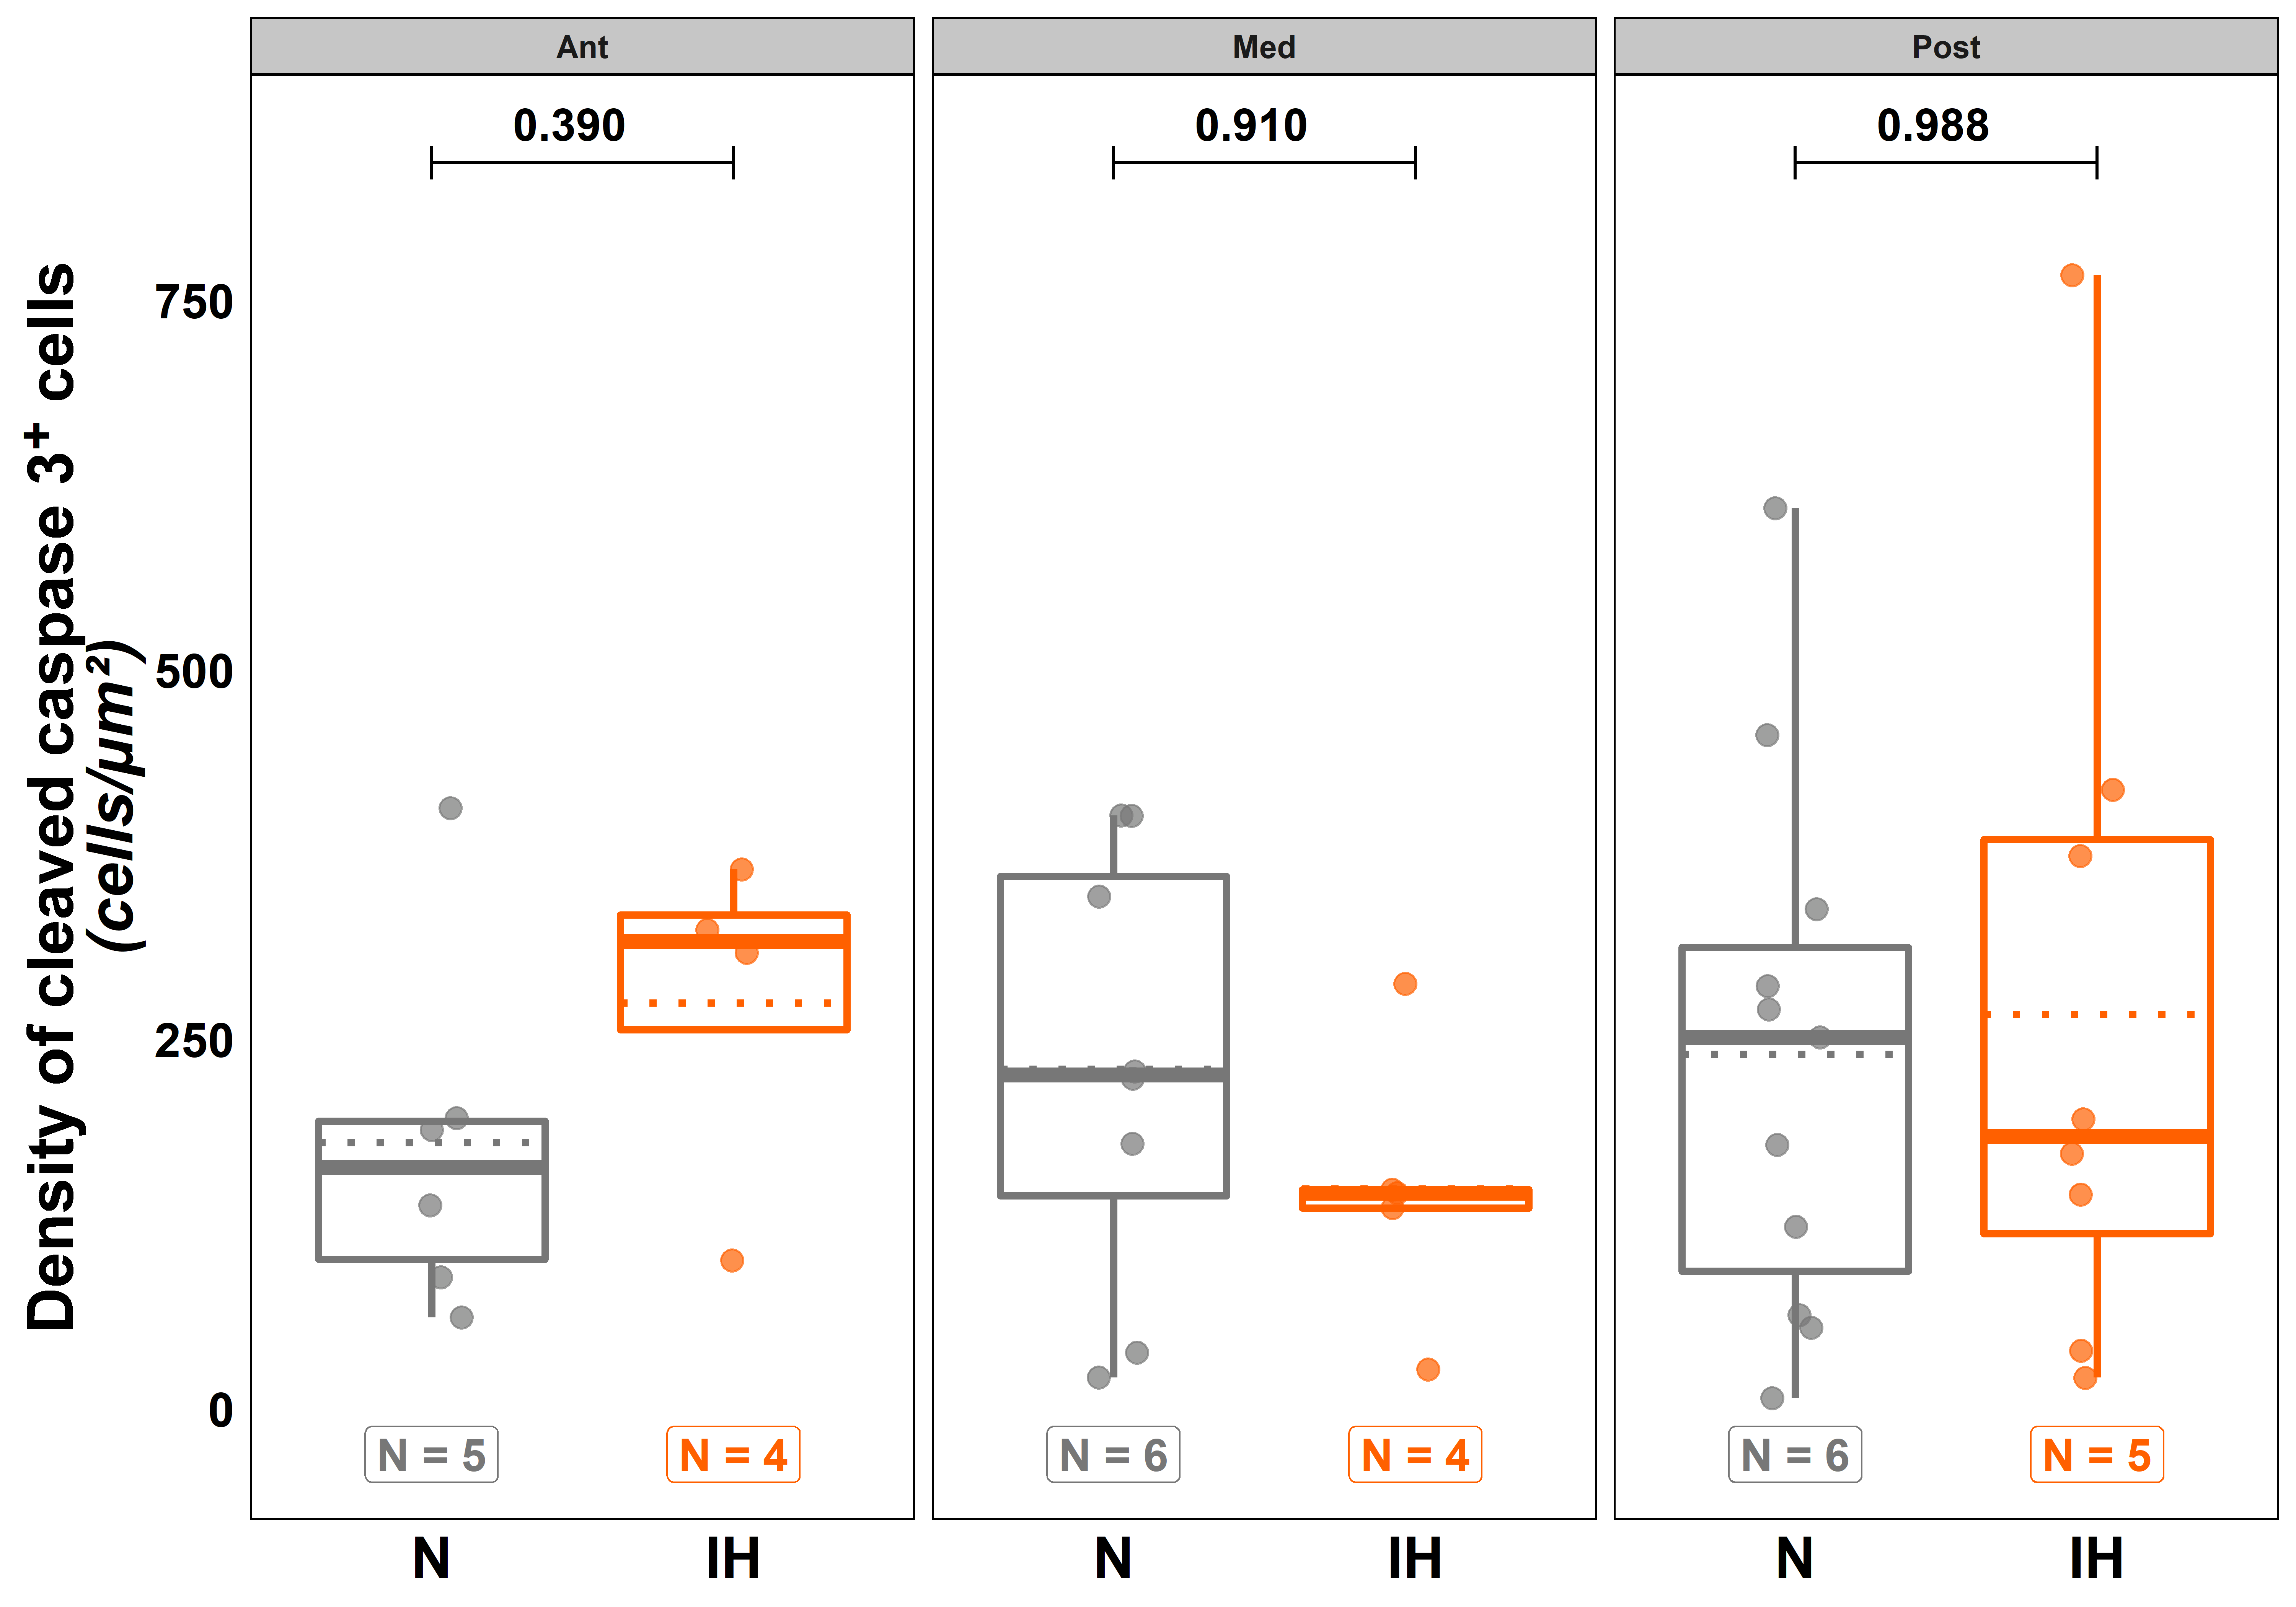 Ant
Med
Post
0.390
0.910
0.988
Density of cleaved caspase 3⁺ cells
(cells/µm²)
750
500
250
0
N = 5
N = 4
N = 6
N = 4
N = 6
N = 5
N
IH
N
IH
N
IH